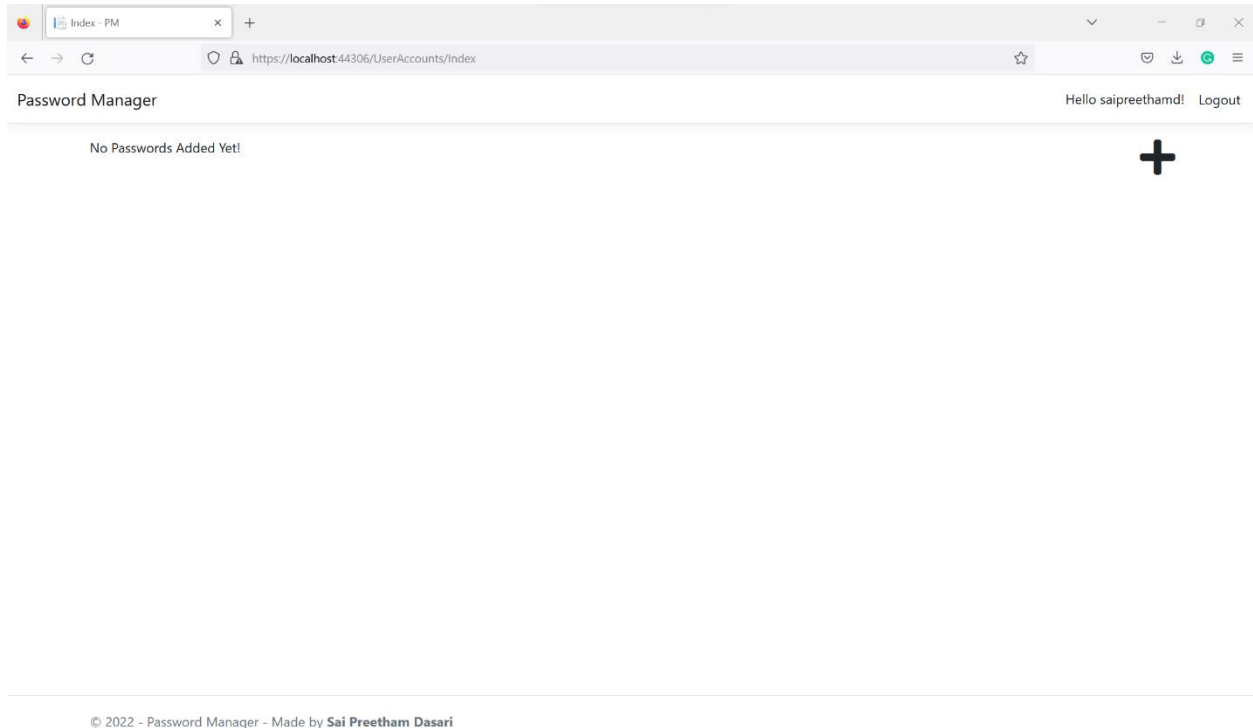 Index - PM
https://localhost:44306/UserAccounts/Index
Password Manager
Hello saipreethamd! Logout
No Passwords Added Yet!
© 2022 - Password Manager - Made by Sai Preetham Dasari